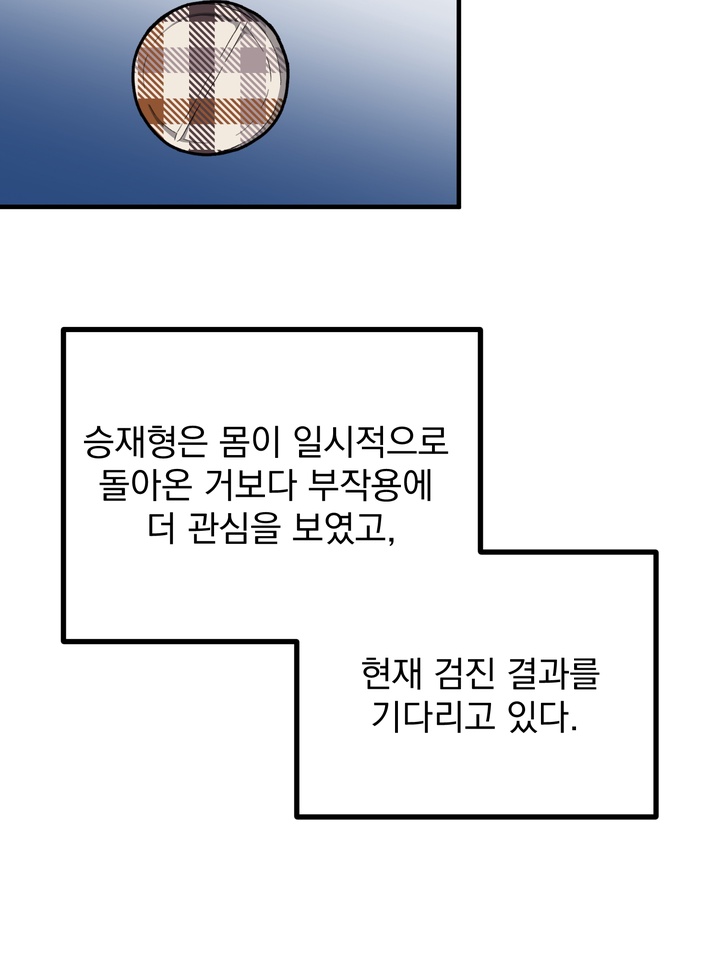 승재형은 몸이 일시적으로
돌아온 거보다 부작용에
더 관심을 보였고,
현재 검진 결과를
기다리고 있다.